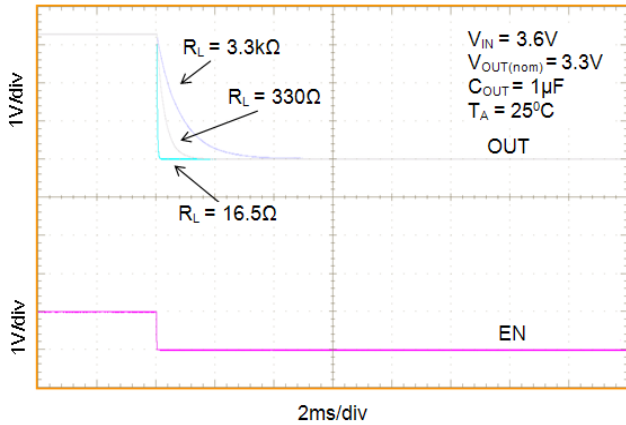 R_L = 3.3kΩ
R_L = 330Ω
R_L = 16.5Ω
V_IN = 3.6V
V_OUT(nom) = 3.3V
C_OUT = 1µF
T_A = 25⁰C
OUT
1V/div
EN
1V/div
2ms/div